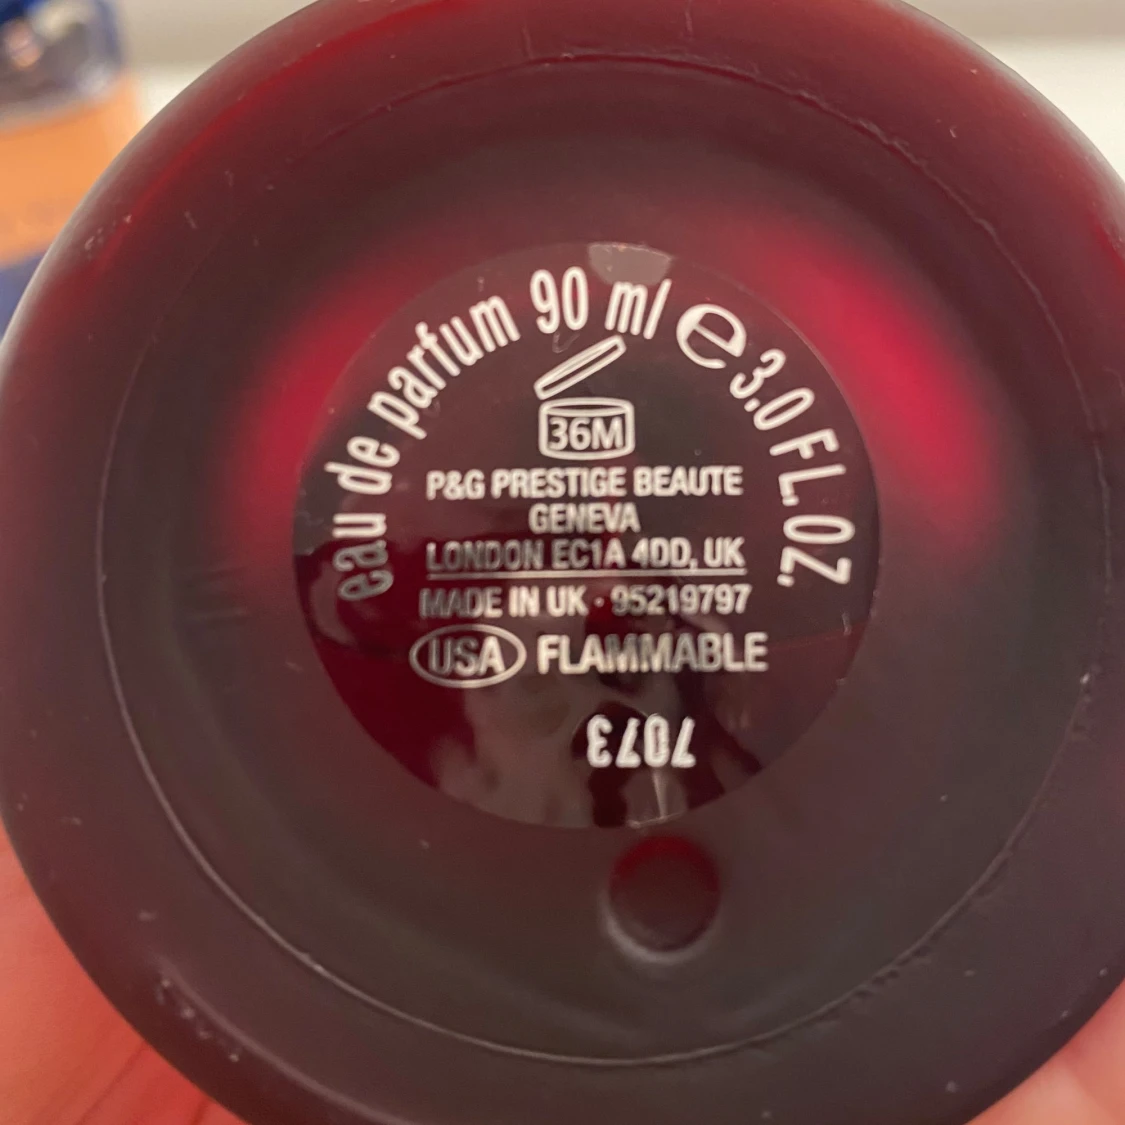 eau de parfum 90 ml e 3.0 FL. OZ.
36M
P&G PRESTIGE BEAUTE
GENEVA
LONDON EC1A 4DD, UK
MADE IN UK · 95219797
USA FLAMMABLE
7073